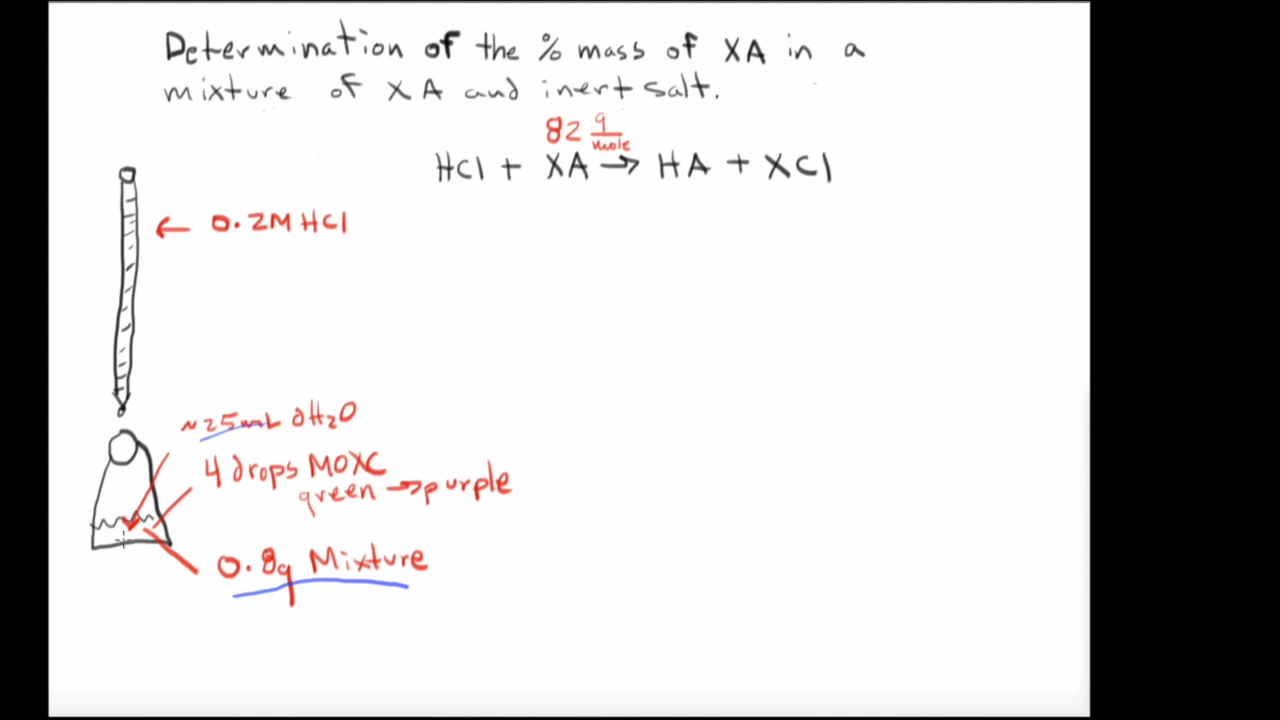 Determination of the % mass of XA in a
mixture of XA and inert salt.
82 g/mole
HCl + XA → HA + XCl
← 0.2M HCl
~25mL dH₂O
4 drops MOXC
green → purple
0.8g Mixture